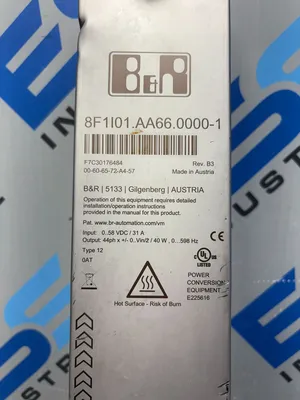 B&R
8F1I01.AA66.0000-1
F7C30176484 Rev. B3
00-60-65-72-A4-57 Made in Austria
B&R | 5133 | Gilgenberg | AUSTRIA
Operation of this equipment requires detailed
installation/operation instructions
provided in the manual for this product.
Pat. www.br-automation.com/vm
Input: 0..58 VDC / 31 A
Output: 44ph x +/- 0..Vin/2 / 40 W , 0...598 Hz
Type 12
0AT
Hot Surface - Risk of Burn
c UL US
LISTED
POWER
CONVERSION
EQUIPMENT
E225616